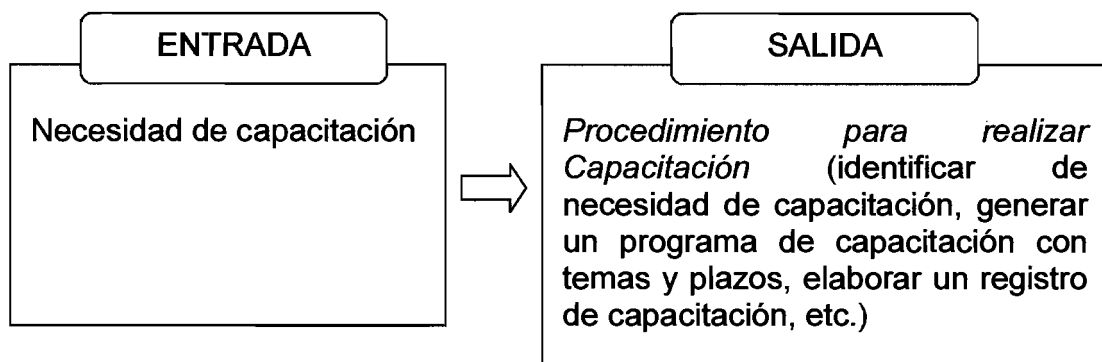 ENTRADA
Necesidad de capacitación
SALIDA
Procedimiento para realizar
Capacitación (identificar de
necesidad de capacitación, generar
un programa de capacitación con
temas y plazos, elaborar un registro
de capacitación, etc.)